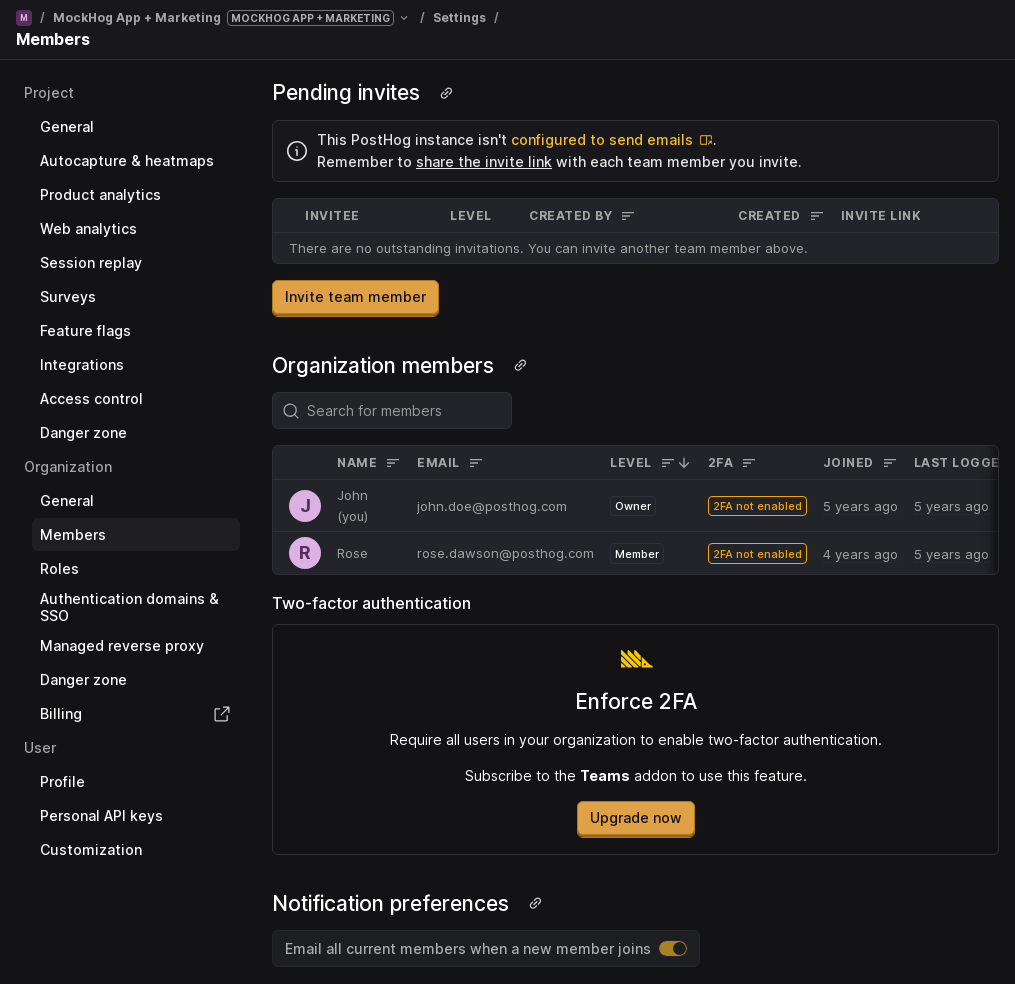 M / MockHog App + Marketing MOCKHOG APP + MARKETING / Settings /
Members
Project
General
Autocapture & heatmaps
Product analytics
Web analytics
Session replay
Surveys
Feature flags
Integrations
Access control
Danger zone
Organization
General
Members
Roles
Authentication domains &
SSO
Managed reverse proxy
Danger zone
Billing
User
Profile
Personal API keys
Customization
Pending invites
This PostHog instance isn't configured to send emails.
Remember to share the invite link with each team member you invite.
INVITEE LEVEL CREATED BY CREATED INVITE LINK
There are no outstanding invitations. You can invite another team member above.
Invite team member
Organization members
Search for members
NAME EMAIL LEVEL 2FA JOINED LAST LOGGE
J John
(you) john.doe@posthog.com Owner 2FA not enabled 5 years ago 5 years ago
R Rose rose.dawson@posthog.com Member 2FA not enabled 4 years ago 5 years ago
Two-factor authentication
Enforce 2FA
Require all users in your organization to enable two-factor authentication.
Subscribe to the Teams addon to use this feature.
Upgrade now
Notification preferences
Email all current members when a new member joins